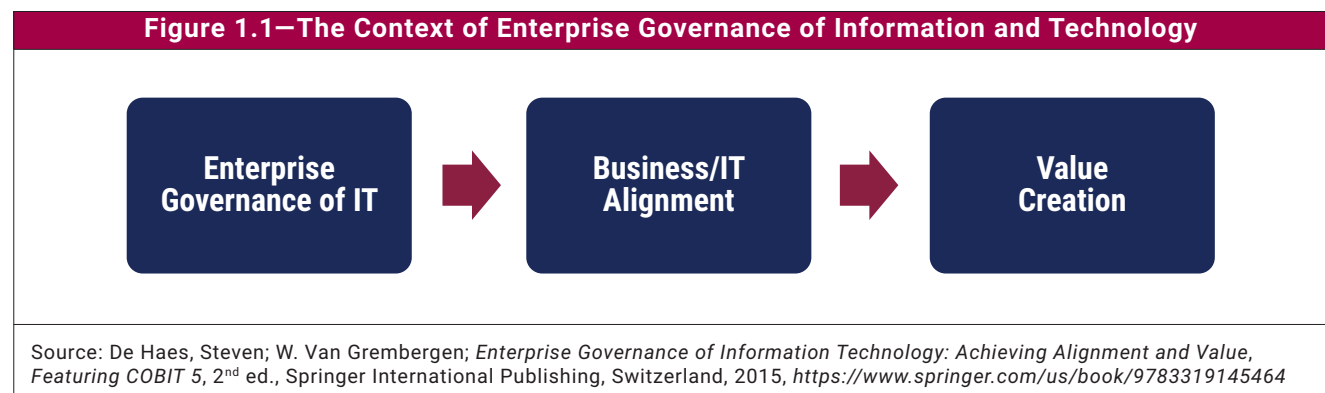 Figure 1.1—The Context of Enterprise Governance of Information and Technology
Enterprise
Governance of IT
Business/IT
Alignment
Value
Creation
Source: De Haes, Steven; W. Van Grembergen; Enterprise Governance of Information Technology: Achieving Alignment and Value,
Featuring COBIT 5, 2nd ed., Springer International Publishing, Switzerland, 2015, https://www.springer.com/us/book/9783319145464